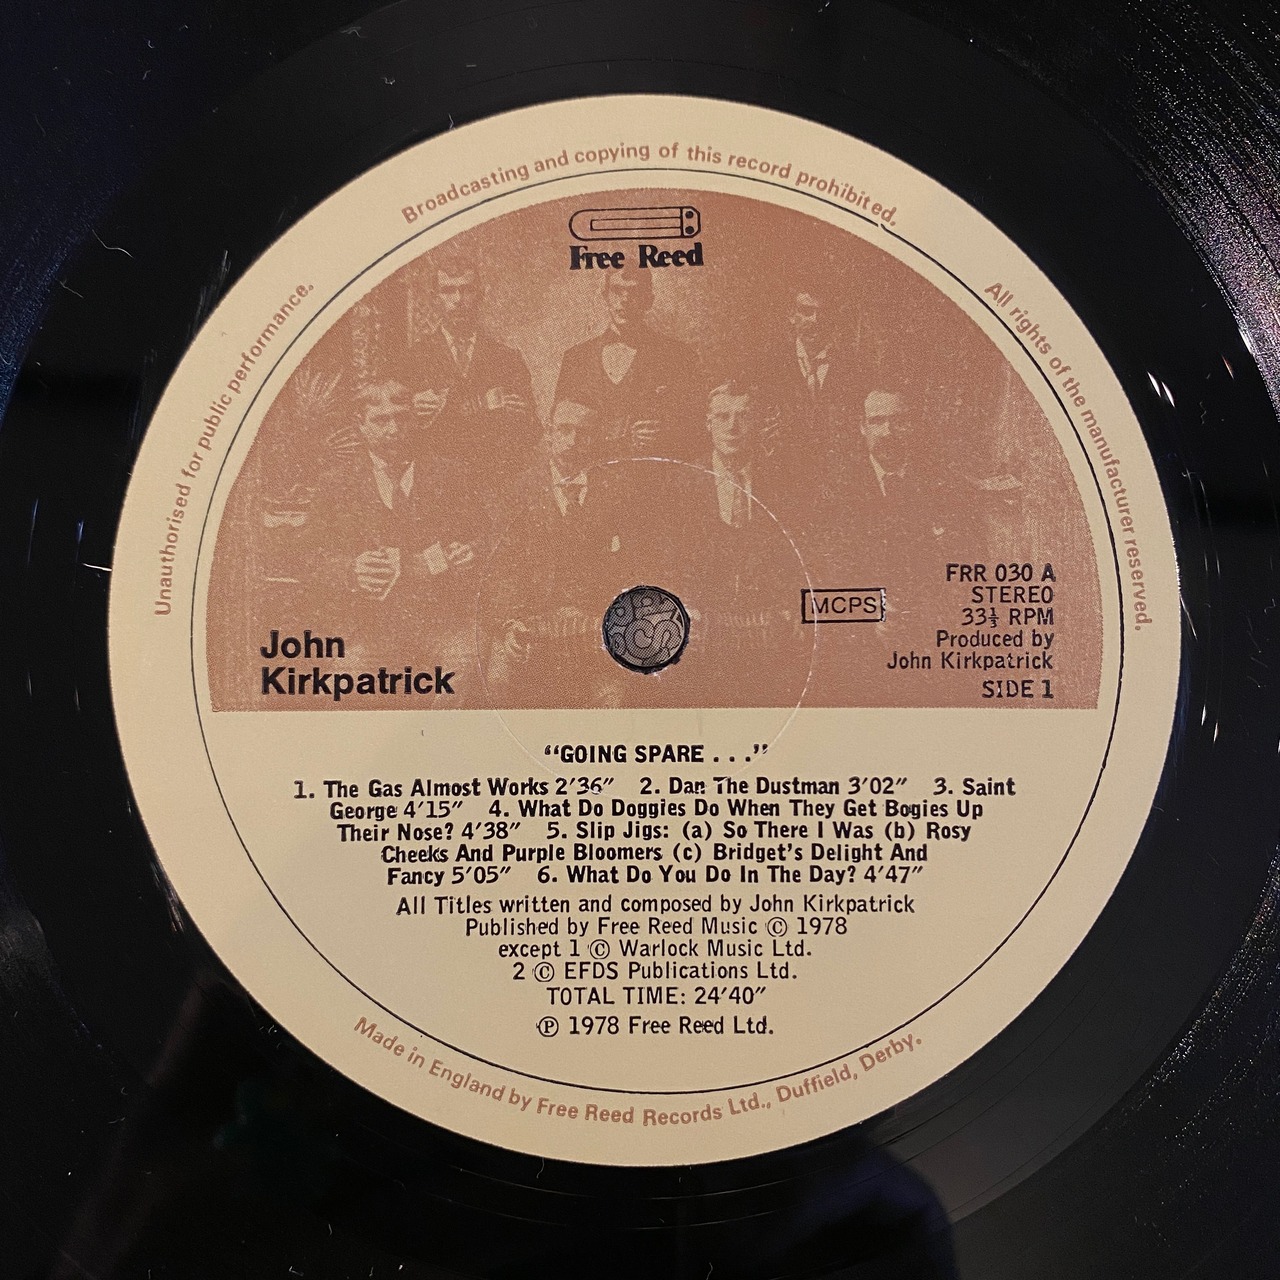 Broadcasting and copying of this record prohibited.
Unauthorised for public performance.
All rights of the manufacturer reserved.
Free Reed
MCPS
FRR 030 A
STEREO
33⅓ RPM
Produced by
John Kirkpatrick
SIDE 1
John
Kirkpatrick
“GOING SPARE . . .”
1. The Gas Almost Works 2′36″ 2. Dan The Dustman 3′02″ 3. Saint
George 4′15″ 4. What Do Doggies Do When They Get Bogies Up
Their Nose? 4′38″ 5. Slip Jigs: (a) So There I Was (b) Rosy
Cheeks And Purple Bloomers (c) Bridget's Delight And
Fancy 5′05″ 6. What Do You Do In The Day? 4′47″
All Titles written and composed by John Kirkpatrick
Published by Free Reed Music © 1978
except 1 © Warlock Music Ltd.
2 © EFDS Publications Ltd.
TOTAL TIME: 24′40″
℗ 1978 Free Reed Ltd.
Made in England by Free Reed Records Ltd., Duffield, Derby.